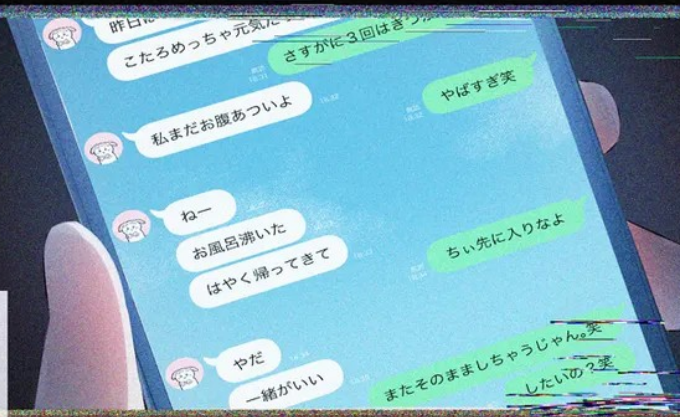 昨日
こたろめっちゃ元気だ
さすがに3回はきつ
やばすぎ笑
私まだお腹あついよ
ねー
お風呂沸いた
はやく帰ってきて
ちぃ先に入りなよ
やだ
一緒がいい
またそのまましちゃうじゃん。笑
したいの?笑